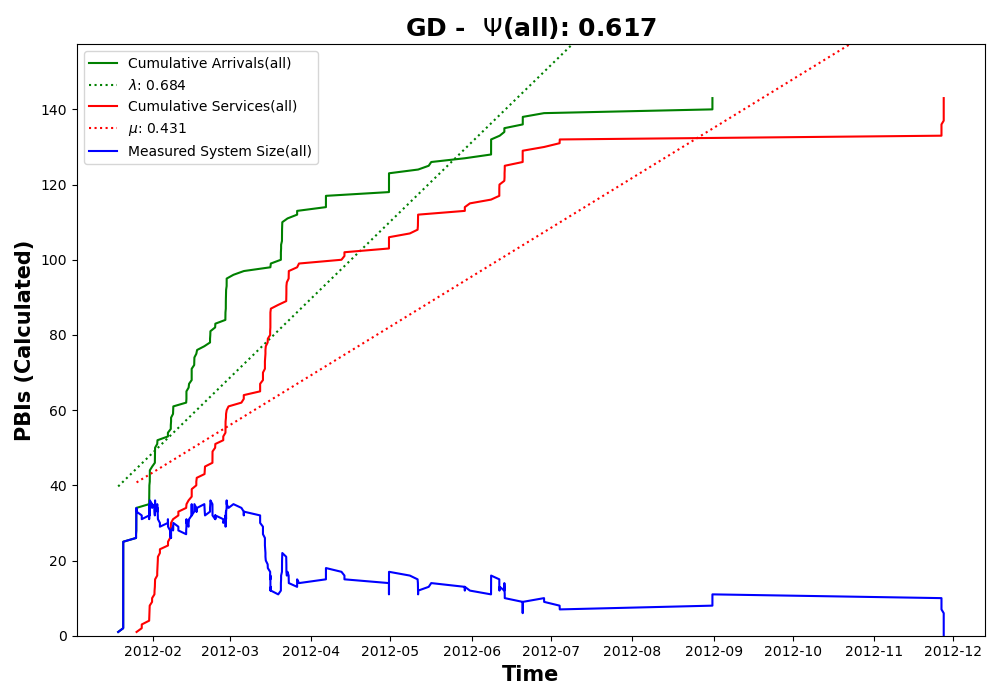 GD - Ψ(all): 0.617
Cumulative Arrivals(all)
λ: 0.684
Cumulative Services(all)
μ: 0.431
Measured System Size(all)
PBIs (Calculated)
140
120
100
80
60
40
20
0
2012-02 2012-03 2012-04 2012-05 2012-06 2012-07 2012-08 2012-09 2012-10 2012-11 2012-12
Time